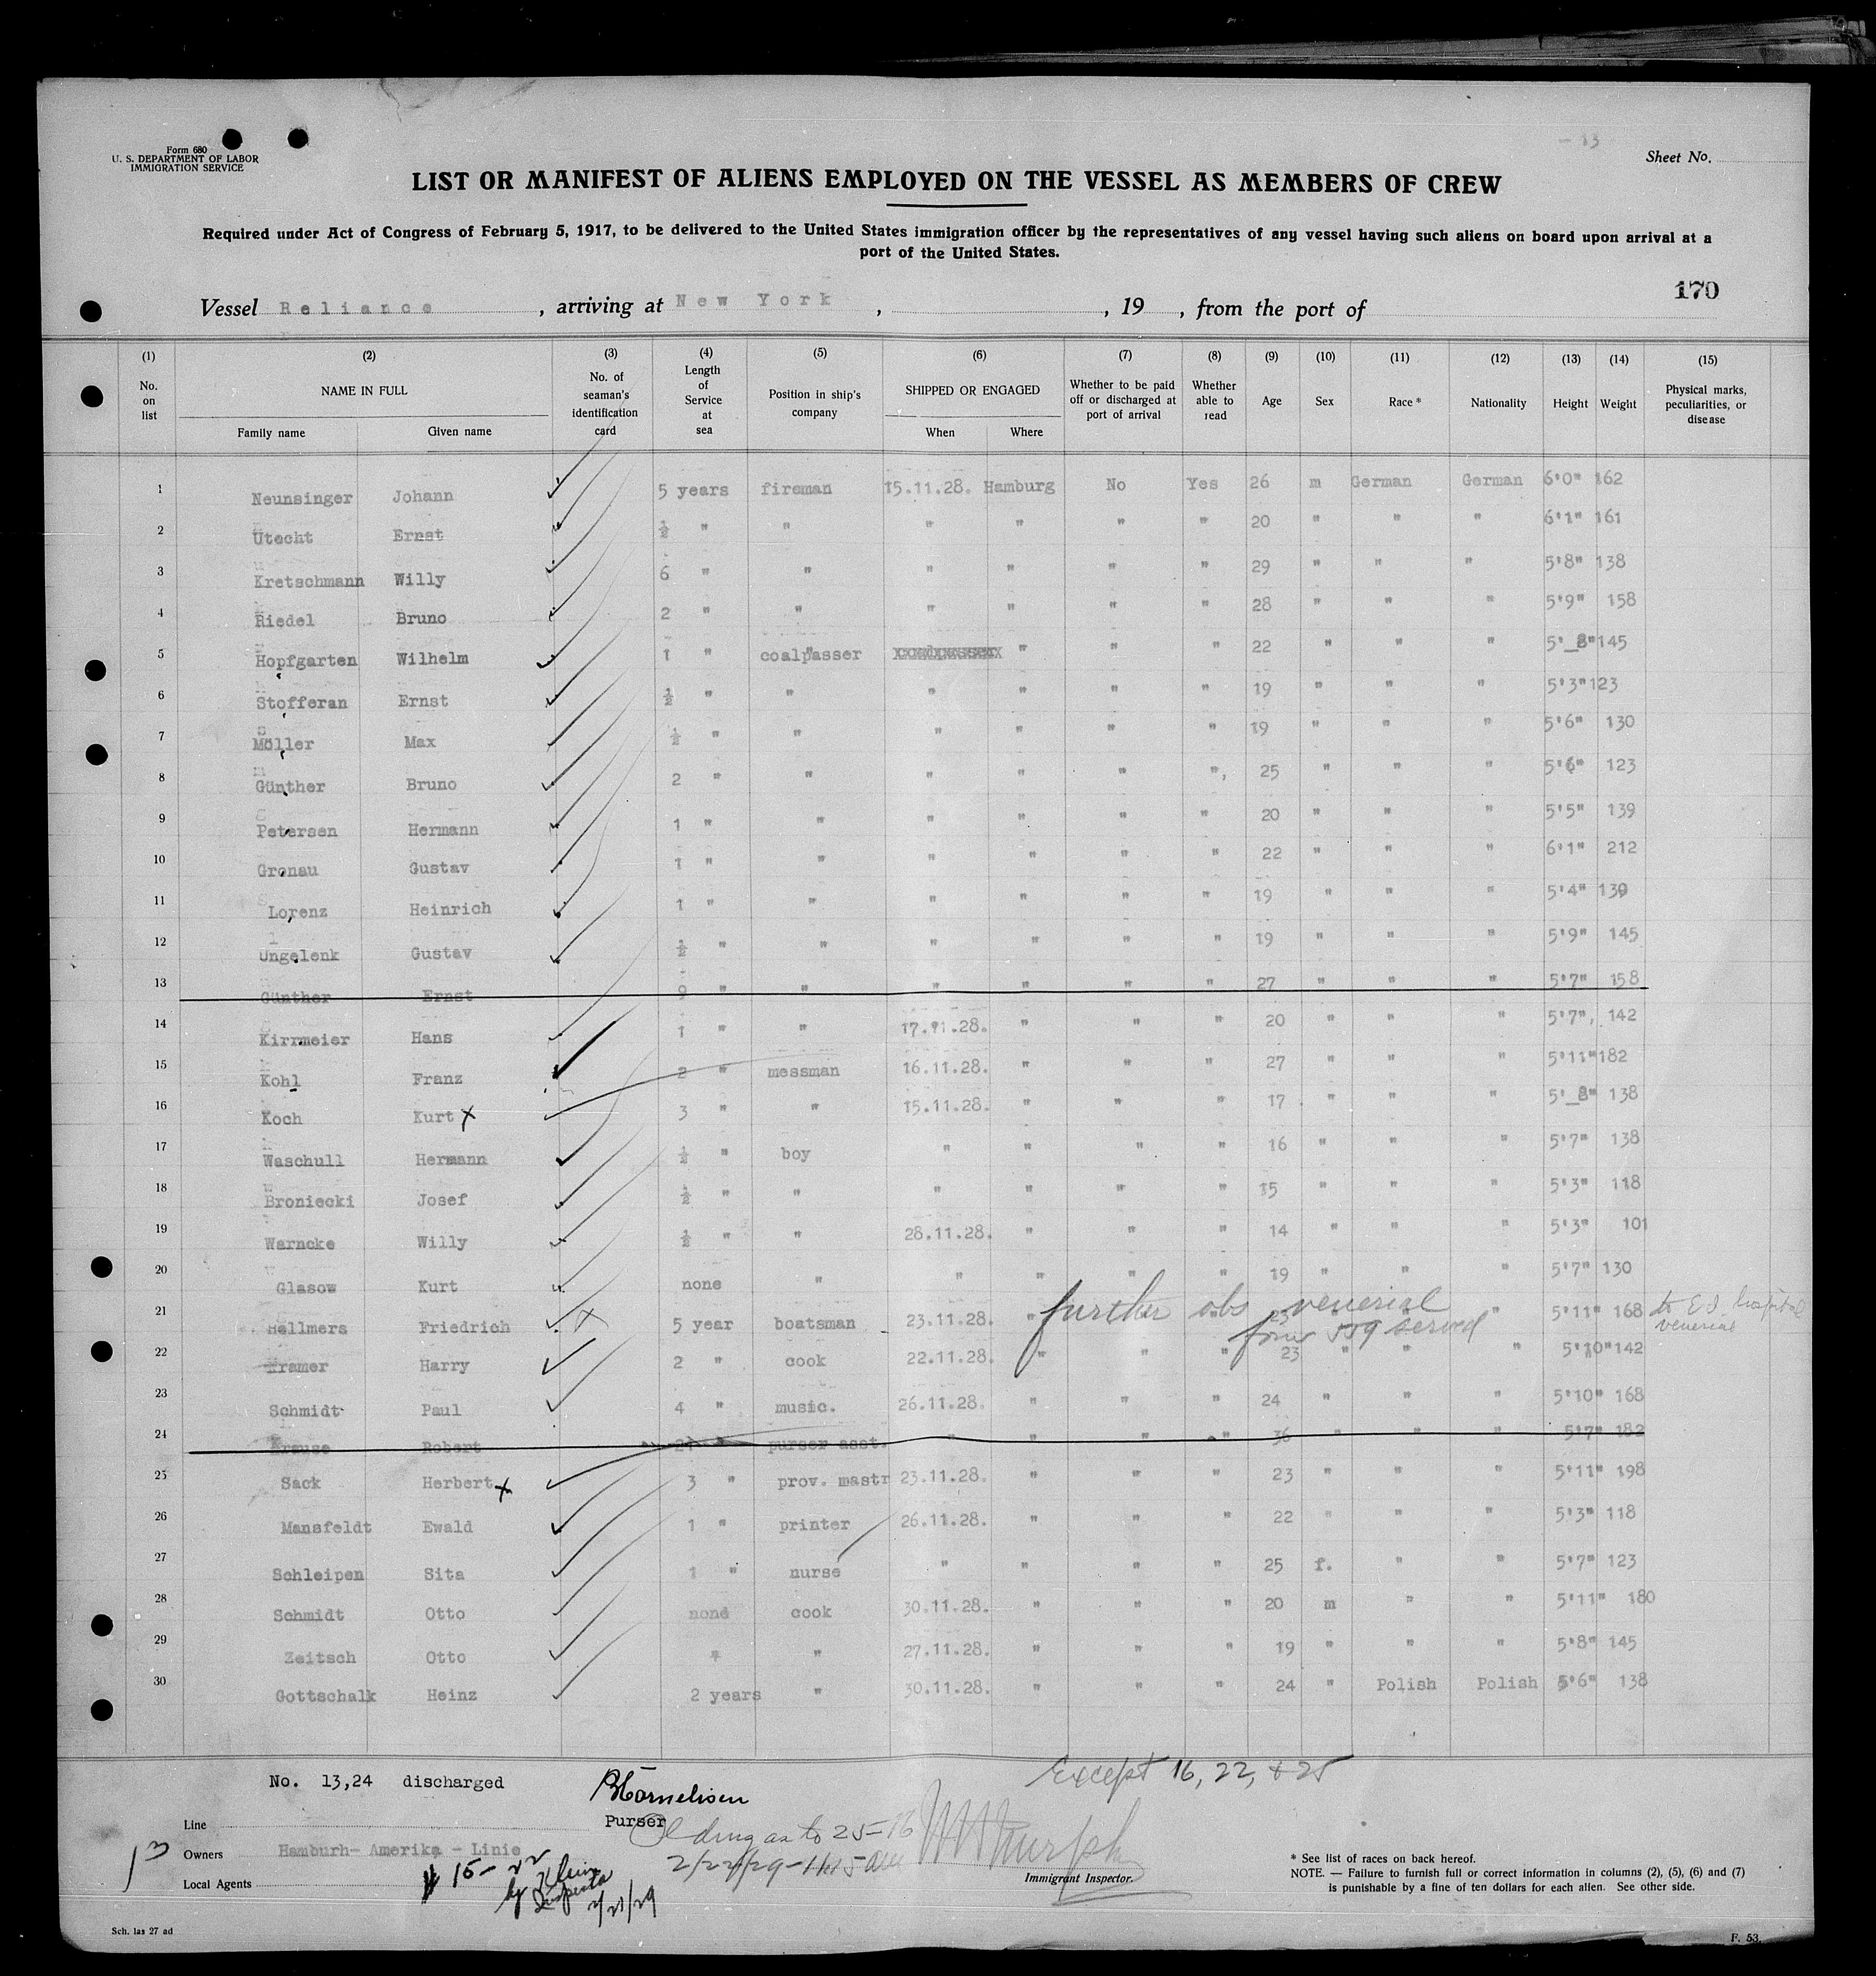 - 13
Form 680
U. S. DEPARTMENT OF LABOR
IMMIGRATION SERVICE
Sheet No.
LIST OR MANIFEST OF ALIENS EMPLOYED ON THE VESSEL AS MEMBERS OF CREW
Required under Act of Congress of February 5, 1917, to be delivered to the United States immigration officer by the representatives of any vessel having such aliens on board upon arrival at a
port of the United States.
170
Vessel Reliance, arriving at New York, , 19 , from the port of
(1) (2) (3) (4) (5) (6) (7) (8) (9) (10) (11) (12) (13) (14) (15)
No. on list NAME IN FULL Family name Given name No. of seaman's identification card Length of Service at sea Position in ship's company SHIPPED OR ENGAGED When Where Whether to be paid off or discharged at port of arrival Whether able to read Age Sex Race* Nationality Height Weight Physical marks, peculiarities, or disease
1 Neunsinger Johann 5 years fireman 15.11.28. Hamburg No Yes 26 m German German 6'0" 162
2 Utecht Ernst ½ " " " " " " 20 " " " 6'1" 161
3 Kretschmann Willy 6 " " " " " " 29 " " " 5'8" 138
4 Riedel Bruno 2 " " " " " " 28 " " " 5'9" 158
5 Hopfgarten Wilhelm 1 " coalpasser " " " 22 " " " 5'_8" 145
6 Stofferan Ernst ½ " " " " " " 19 " " " 5'3" 123
7 Möller Max ½ " " " " " " 19 " " " 5'6" 130
8 Günther Bruno 2 " " " " " " 25 " " " 5'6" 123
9 Petersen Hermann 1 " " " " " " 20 " " " 5'5" 139
10 Gronau Gustav 1 " " " " " " 22 " " " 6'1" 212
11 Lorenz Heinrich 1 " " " " " " 19 " " " 5'4" 139
12 Ungelenk Gustav ½ " " " " " " 19 " " " 5'9" 145
13 Günther Ernst 9 " " " " " " 27 " " " 5'7" 158
14 Kirrmeier Hans 1 " " 17.11.28. " " " 20 " " " 5'7", 142
15 Kohl Franz 2 " messman 16.11.28. " " " 27 " " " 5'11" 182
16 Koch Kurt x 3 " " 15.11.28. " " " 17 " " " 5'_8" 138
17 Waschull Hermann ½ " boy " " " " 16 " " " 5'7" 138
18 Broniecki Josef ½ " " " " " " 15 " " " 5'3" 118
19 Warncke Willy ½ " " 28.11.28. " " " 14 " " " 5'3" 101
20 Glasow Kurt none " " " " " 19 " " " 5'7" 130
21 Hellmers Friedrich x 5 year boatsman 23.11.28. " further obs venerial 23 " 5'11" 168 to E I hospital
form 559 served venerial
22 Kramer Harry 2 " cook 22.11.28. " " " 23 " " " 5'10" 142
23 Schmidt Paul 4 " music. 26.11.28. " " " 24 " " " 5'10" 168
24 Krause Robert " purser asst. " " " " 36 " " " 5'7" 182
25 Sack Herbert x 3 " prov. mastr 23.11.28. " " " 23 " " " 5'11" 198
26 Mansfeldt Ewald 1 " printer 26.11.28. " " " 22 " " " 5'3" 118
27 Schleipen Sita 1 " nurse " " " " 25 f. " " 5'7" 123
28 Schmidt Otto none cook 30.11.28. " " " 20 m " " 5'11" 180
29 Zeitsch Otto " " 27.11.28. " " " 19 " " " 5'8" 145
30 Gottschalk Heinz 2 years " 30.11.28. " " " 24 " Polish Polish 5'6" 138
No. 13,24 discharged
Except 16, 22, + 25
Purser
Line
as to 25-16
Owners Hamburh- Amerika - Linie
2/22/29 - 11:15 am
13
Local Agents
15 - 22
by Klein
Inspector
Immigrant Inspector.
* See list of races on back hereof.
NOTE. — Failure to furnish full or correct information in columns (2), (5), (6) and (7)
is punishable by a fine of ten dollars for each alien. See other side.
Sch. las 27 ad
F. 53.